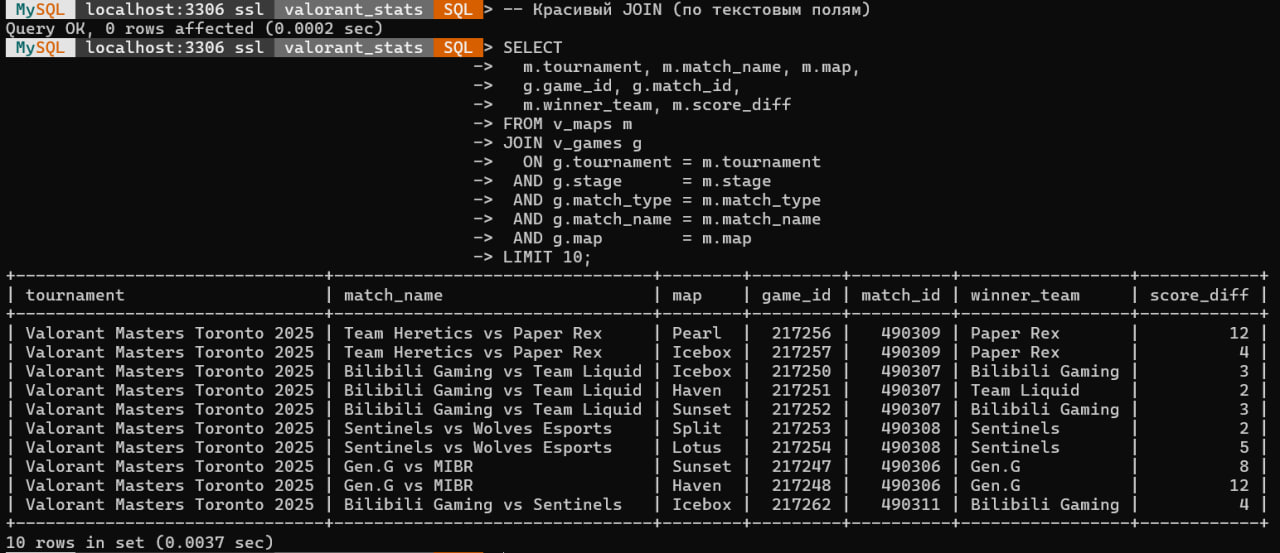 MySQL localhost:3306 ssl valorant_stats SQL > -- Красивый JOIN (по текстовым полям)
Query OK, 0 rows affected (0.0002 sec)
MySQL localhost:3306 ssl valorant_stats SQL > SELECT
-> m.tournament, m.match_name, m.map,
-> g.game_id, g.match_id,
-> m.winner_team, m.score_diff
-> FROM v_maps m
-> JOIN v_games g
-> ON g.tournament = m.tournament
-> AND g.stage = m.stage
-> AND g.match_type = m.match_type
-> AND g.match_name = m.match_name
-> AND g.map = m.map
-> LIMIT 10;
| tournament | match_name | map | game_id | match_id | winner_team | score_diff |
| Valorant Masters Toronto 2025 | Team Heretics vs Paper Rex | Pearl | 217256 | 490309 | Paper Rex | 12 |
| Valorant Masters Toronto 2025 | Team Heretics vs Paper Rex | Icebox | 217257 | 490309 | Paper Rex | 4 |
| Valorant Masters Toronto 2025 | Bilibili Gaming vs Team Liquid | Icebox | 217250 | 490307 | Bilibili Gaming | 3 |
| Valorant Masters Toronto 2025 | Bilibili Gaming vs Team Liquid | Haven | 217251 | 490307 | Team Liquid | 2 |
| Valorant Masters Toronto 2025 | Bilibili Gaming vs Team Liquid | Sunset | 217252 | 490307 | Bilibili Gaming | 3 |
| Valorant Masters Toronto 2025 | Sentinels vs Wolves Esports | Split | 217253 | 490308 | Sentinels | 2 |
| Valorant Masters Toronto 2025 | Sentinels vs Wolves Esports | Lotus | 217254 | 490308 | Sentinels | 5 |
| Valorant Masters Toronto 2025 | Gen.G vs MIBR | Sunset | 217247 | 490306 | Gen.G | 8 |
| Valorant Masters Toronto 2025 | Gen.G vs MIBR | Haven | 217248 | 490306 | Gen.G | 12 |
| Valorant Masters Toronto 2025 | Bilibili Gaming vs Sentinels | Icebox | 217262 | 490311 | Bilibili Gaming | 4 |
10 rows in set (0.0037 sec)